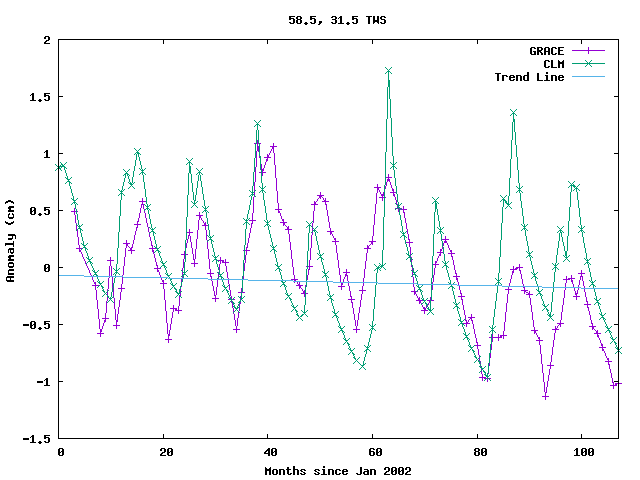 58.5, 31.5 TWS
GRACE
CLM
Trend Line
Anomaly (cm)
2
1.5
1
0.5
0
-0.5
-1
-1.5
0 20 40 60 80 100
Months since Jan 2002